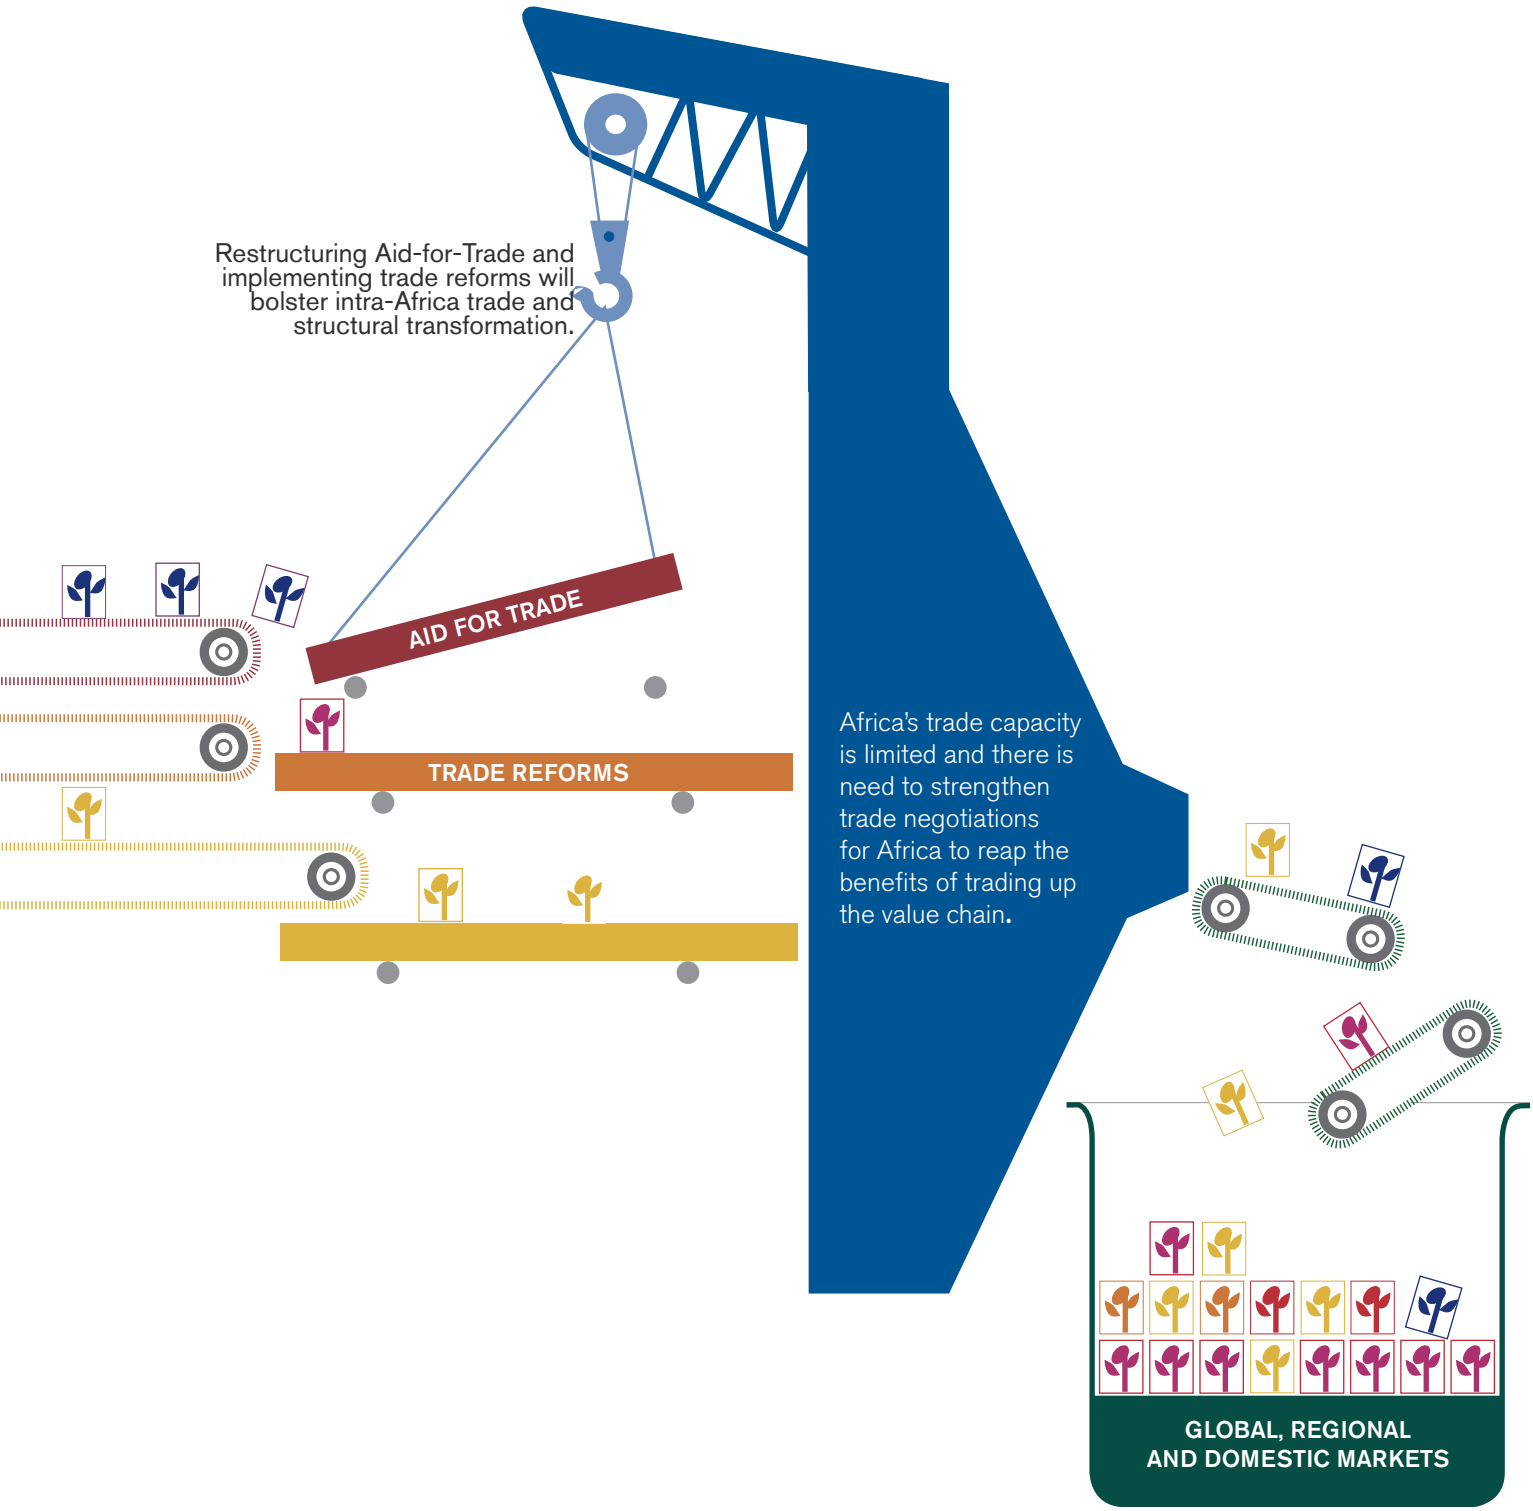 Restructuring Aid-for-Trade and
implementing trade reforms will
bolster intra-Africa trade and
structural transformation.
AID FOR TRADE
TRADE REFORMS
Africa's trade capacity
is limited and there is
need to strengthen
trade negotiations
for Africa to reap the
benefits of trading up
the value chain.
GLOBAL, REGIONAL
AND DOMESTIC MARKETS